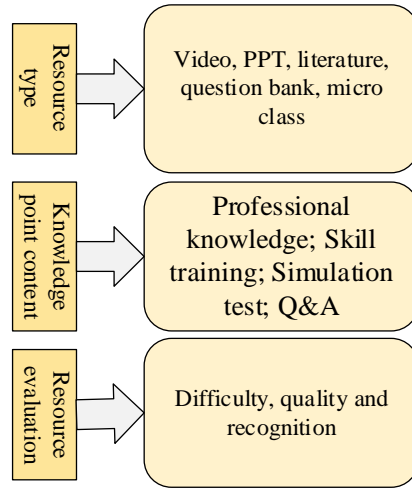 Resource
type
Video, PPT, literature,
question bank, micro
class
Knowledge
point content
Professional
knowledge; Skill
training; Simulation
test; Q&A
Resource
evaluation
Difficulty, quality and
recognition